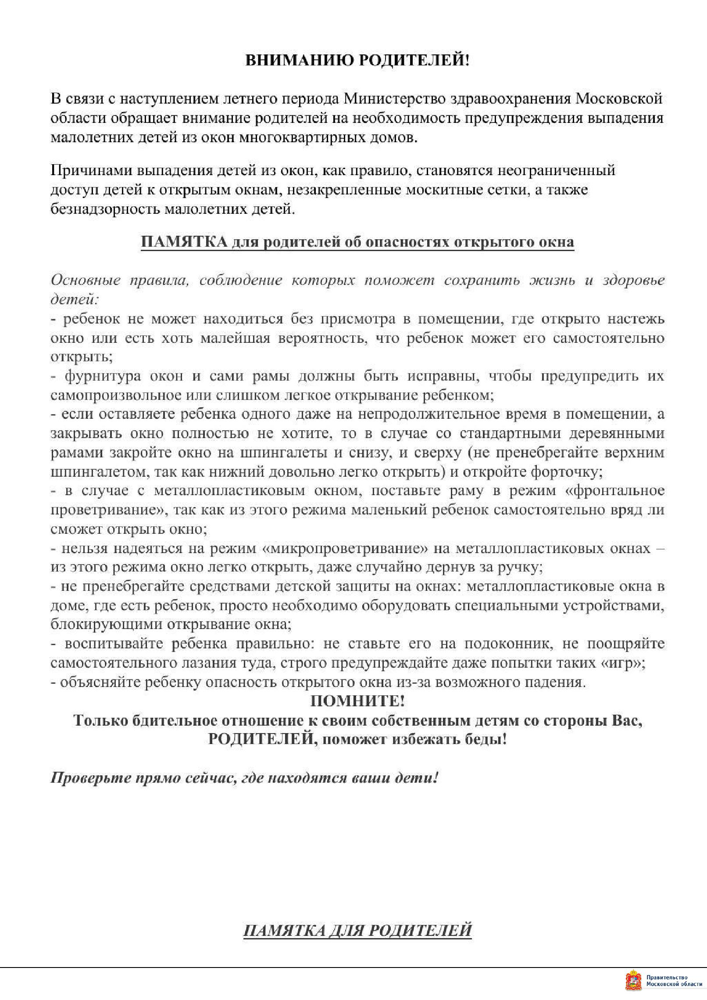 ВНИМАНИЮ РОДИТЕЛЕЙ!
В связи с наступлением летнего периода Министерство здравоохранения Московской
области обращает внимание родителей на необходимость предупреждения выпадения
малолетних детей из окон многоквартирных домов.
Причинами выпадения детей из окон, как правило, становятся неограниченный
доступ детей к открытым окнам, незакрепленные москитные сетки, а также
безнадзорность малолетних детей.
ПАМЯТКА для родителей об опасностях открытого окна
Основные правила, соблюдение которых поможет сохранить жизнь и здоровье
детей:
- ребенок не может находиться без присмотра в помещении, где открыто настежь
окно или есть хоть малейшая вероятность, что ребенок может его самостоятельно
открыть;
- фурнитура окон и сами рамы должны быть исправны, чтобы предупредить их
самопроизвольное или слишком легкое открывание ребенком;
- если оставляете ребенка одного даже на непродолжительное время в помещении, а
закрывать окно полностью не хотите, то в случае со стандартными деревянными
рамами закройте окно на шпингалеты и снизу, и сверху (не пренебрегайте верхним
шпингалетом, так как нижний довольно легко открыть) и откройте форточку;
- в случае с металлопластиковым окном, поставьте раму в режим «фронтальное
проветривание», так как из этого режима маленький ребенок самостоятельно вряд ли
сможет открыть окно;
- нельзя надеяться на режим «микропроветривание» на металлопластиковых окнах –
из этого режима окно легко открыть, даже случайно дернув за ручку;
- не пренебрегайте средствами детской защиты на окнах: металлопластиковые окна в
доме, где есть ребенок, просто необходимо оборудовать специальными устройствами,
блокирующими открывание окна;
- воспитывайте ребенка правильно: не ставьте его на подоконник, не поощряйте
самостоятельного лазания туда, строго предупреждайте даже попытки таких «игр»;
- объясняйте ребенку опасность открытого окна из-за возможного падения.
ПОМНИТЕ!
Только бдительное отношение к своим собственным детям со стороны Вас,
РОДИТЕЛЕЙ, поможет избежать беды!
Проверьте прямо сейчас, где находятся ваши дети!
ПАМЯТКА ДЛЯ РОДИТЕЛЕЙ
Правительство
Московской области